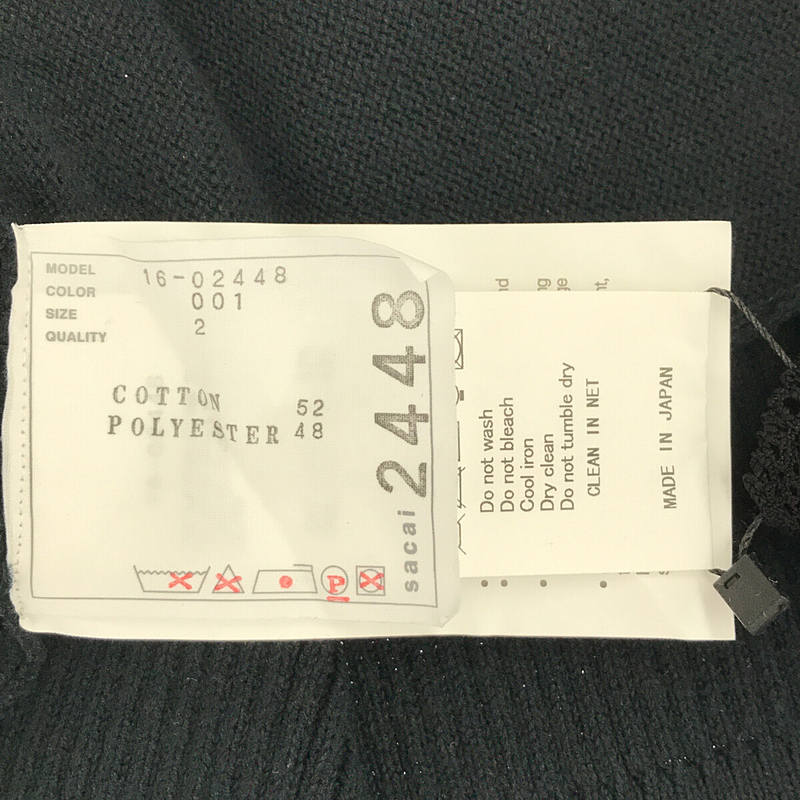 MODEL 16-02448
COLOR 001
SIZE 2
QUALITY
COTTON 52
POLYESTER 48
P
sacai 2448
Do not wash
Do not bleach
Cool iron
Dry clean
Do not tumble dry
CLEAN IN NET
MADE IN JAPAN